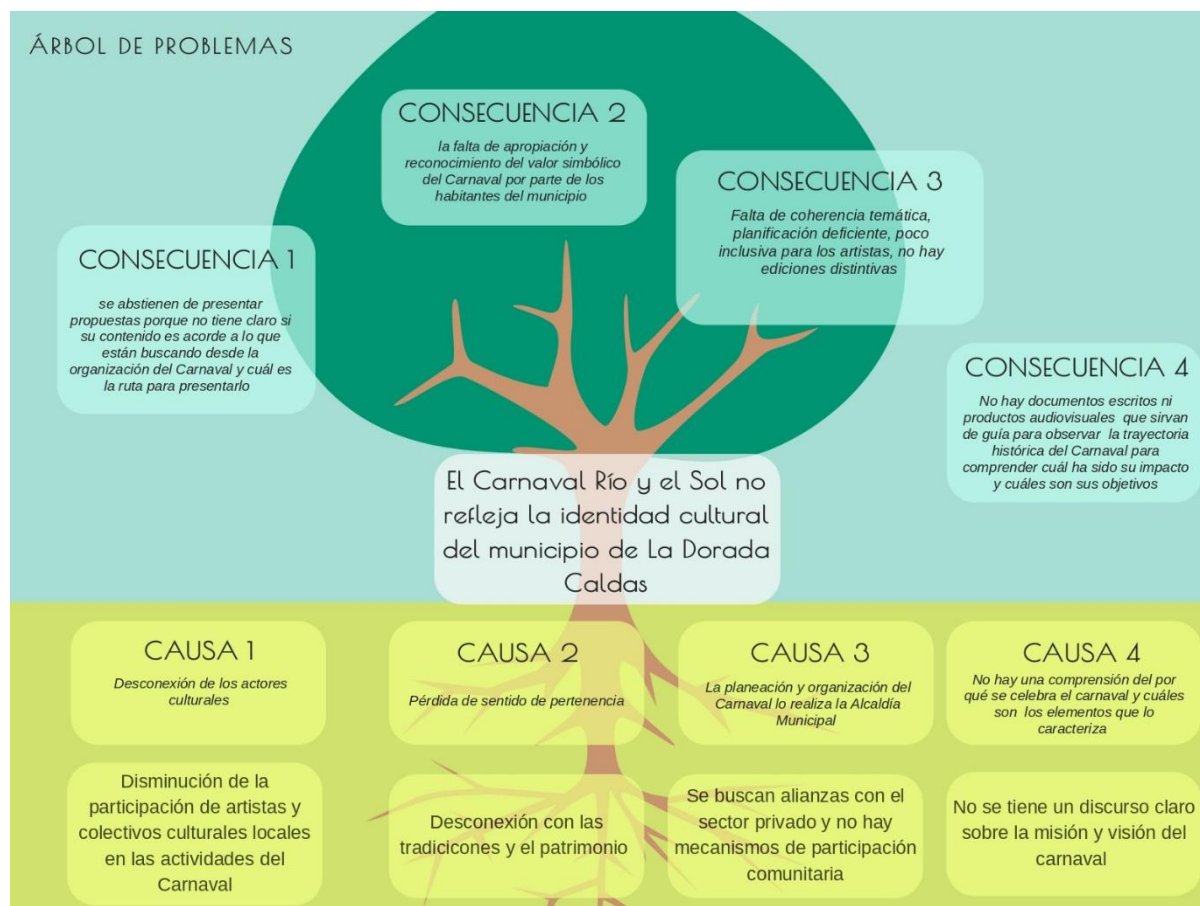 ÁRBOL DE PROBLEMAS
CONSECUENCIA 2
la falta de apropiación y
reconocimiento del valor simbólico
del Carnaval por parte de los
habitantes del municipio
CONSECUENCIA 3
Falta de coherencia temática,
planificación deficiente, poco
inclusiva para los artistas, no hay
ediciones distintivas
CONSECUENCIA 1
se abstienen de presentar
propuestas porque no tiene claro si
su contenido es acorde a lo que
están buscando desde la
organización del Carnaval y cuál es
la ruta para presentarlo
CONSECUENCIA 4
No hay documentos escritos ni
productos audiovisuales que sirvan
de guía para observar la trayectoria
histórica del Carnaval para
comprender cuál ha sido su impacto
y cuáles son sus objetivos
El Carnaval Río y el Sol no
refleja la identidad cultural
del municipio de La Dorada
Caldas
CAUSA 1
Desconexión de los actores
culturales
CAUSA 2
Pérdida de sentido de pertenencia
CAUSA 3
La planeación y organización del
Carnaval lo realiza la Alcaldía
Municipal
CAUSA 4
No hay una comprensión del por
qué se celebra el carnaval y cuáles
son los elementos que lo
caracteriza
Disminución de la
participación de artistas y
colectivos culturales locales
en las actividades del
Carnaval
Desconexión con las
tradicicones y el patrimonio
Se buscan alianzas con el
sector privado y no hay
mecanismos de participación
comunitaria
No se tiene un discurso claro
sobre la misión y visión del
carnaval